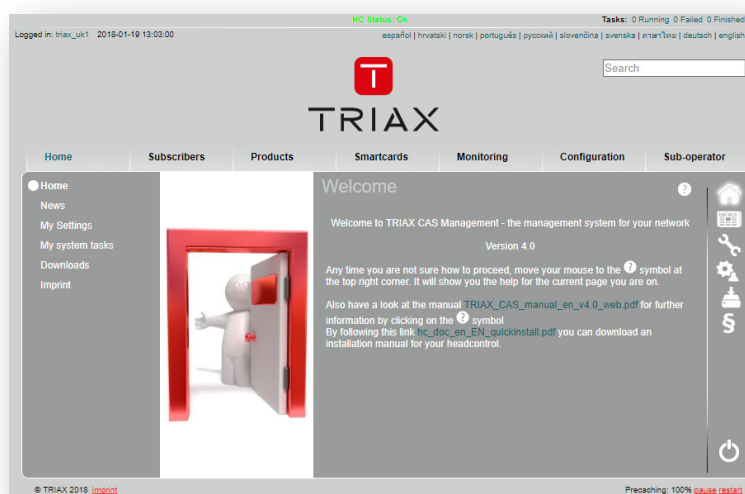 HC Status: Ok
Tasks: 0 Running 0 Failed 0 Finished
Logged in: triax_uk1 2018-01-19 13:03:00
español | hrvatski | norsk | português | русский | slovenčina | svenska | ภาษาไทย | deutsch | english
Search
TRIAX
Home Subscribers Products Smartcards Monitoring Configuration Sub-operator
Home
News
My Settings
My system tasks
Downloads
Imprint
Welcome
?
Welcome to TRIAX CAS Management - the management system for your network
Version 4.0
Any time you are not sure how to proceed, move your mouse to the ? symbol at
the top right corner. It will show you the help for the current page you are on.
Also have a look at the manual TRIAX_CAS_manual_en_v4.0_web.pdf for further
information by clicking on the ? symbol
By following this link hc_doc_en_EN_quickinstall.pdf you can download an
installation manual for your headcontrol.
NEWS
§
© TRIAX 2018 Imprint
Precaching: 100% pause restart